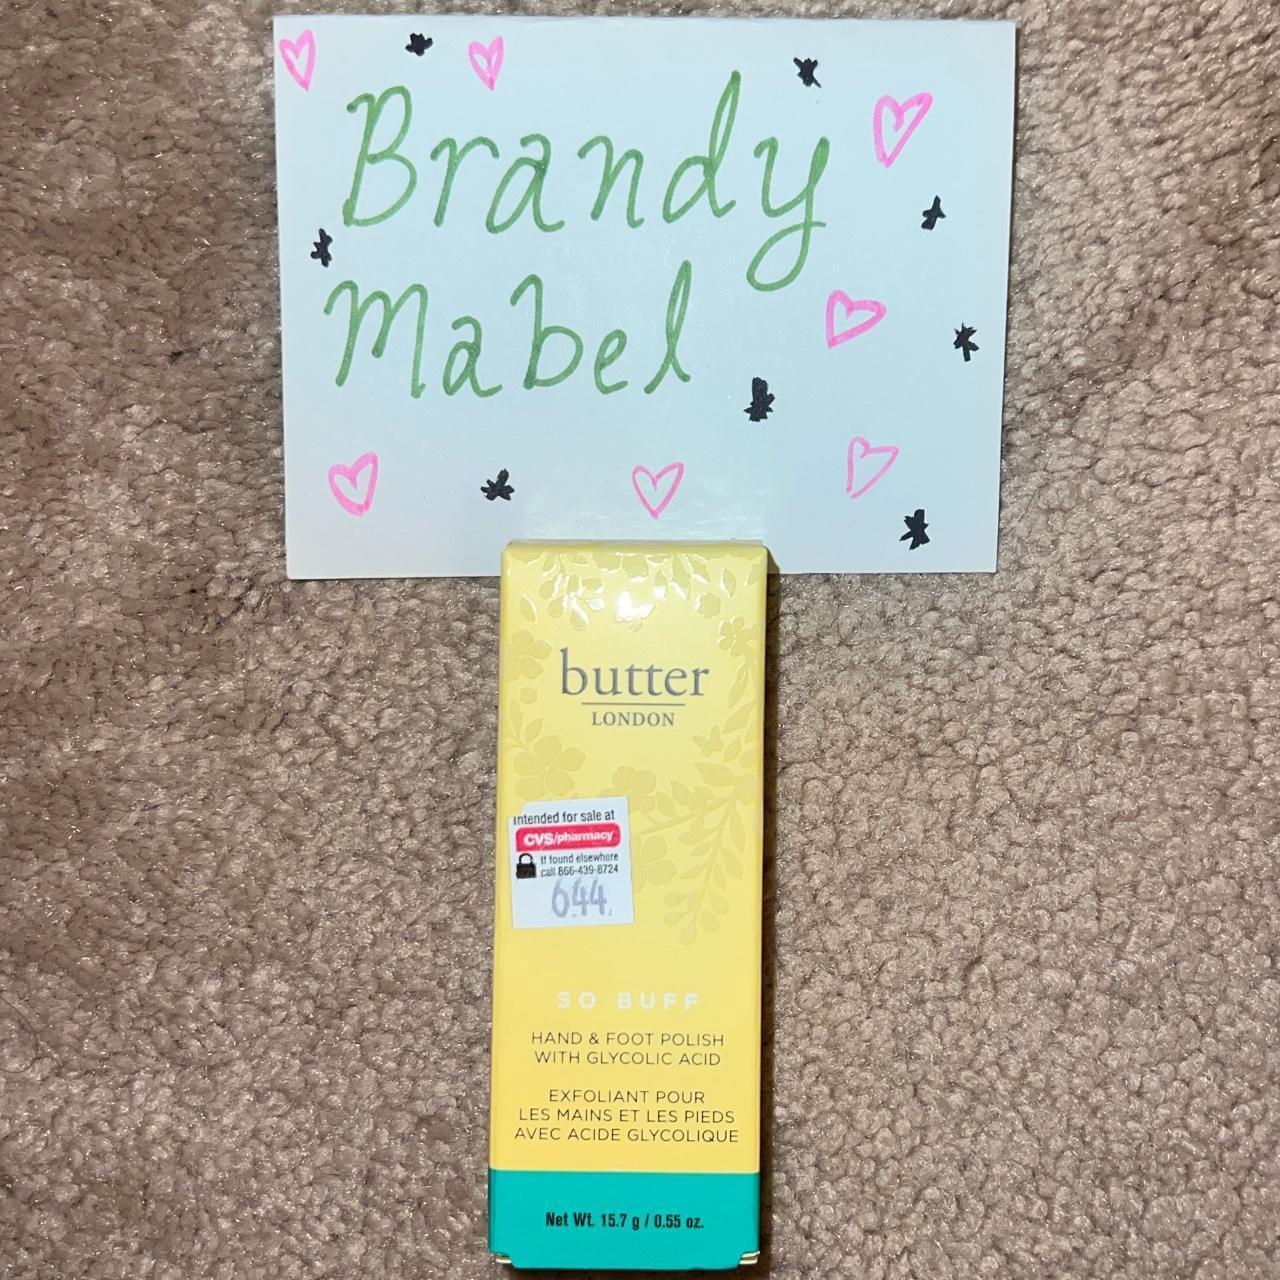 Brandy
Mabel
butter
LONDON
Intended for sale at
CVS/pharmacy
If found elsewhere
call 866-439-8724
644
SO BUFF
HAND & FOOT POLISH
WITH GLYCOLIC ACID
EXFOLIANT POUR
LES MAINS ET LES PIEDS
AVEC ACIDE GLYCOLIQUE
Net Wt. 15.7 g / 0.55 oz.